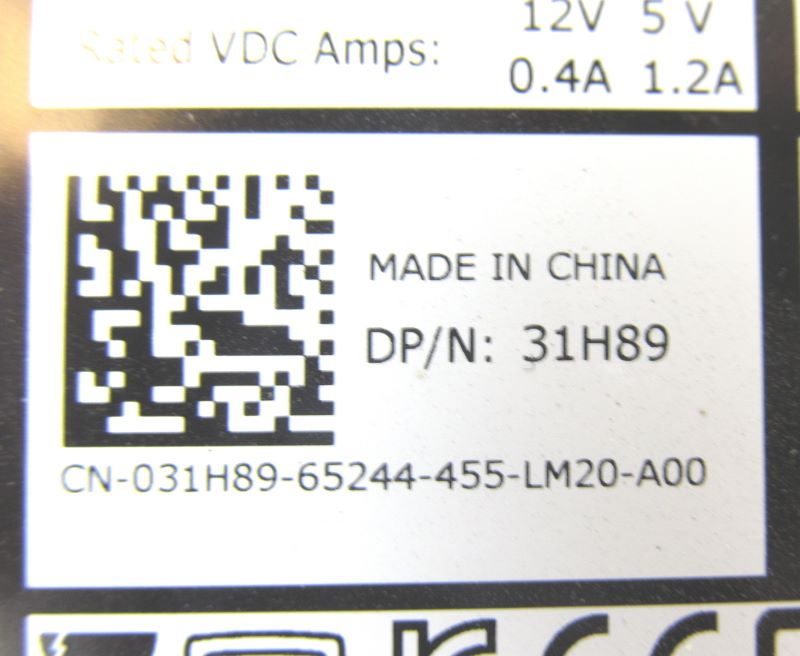 12V 5 V
Rated VDC Amps:
0.4A 1.2A
MADE IN CHINA
DP/N: 31H89
CN-031H89-65244-455-LM20-A00